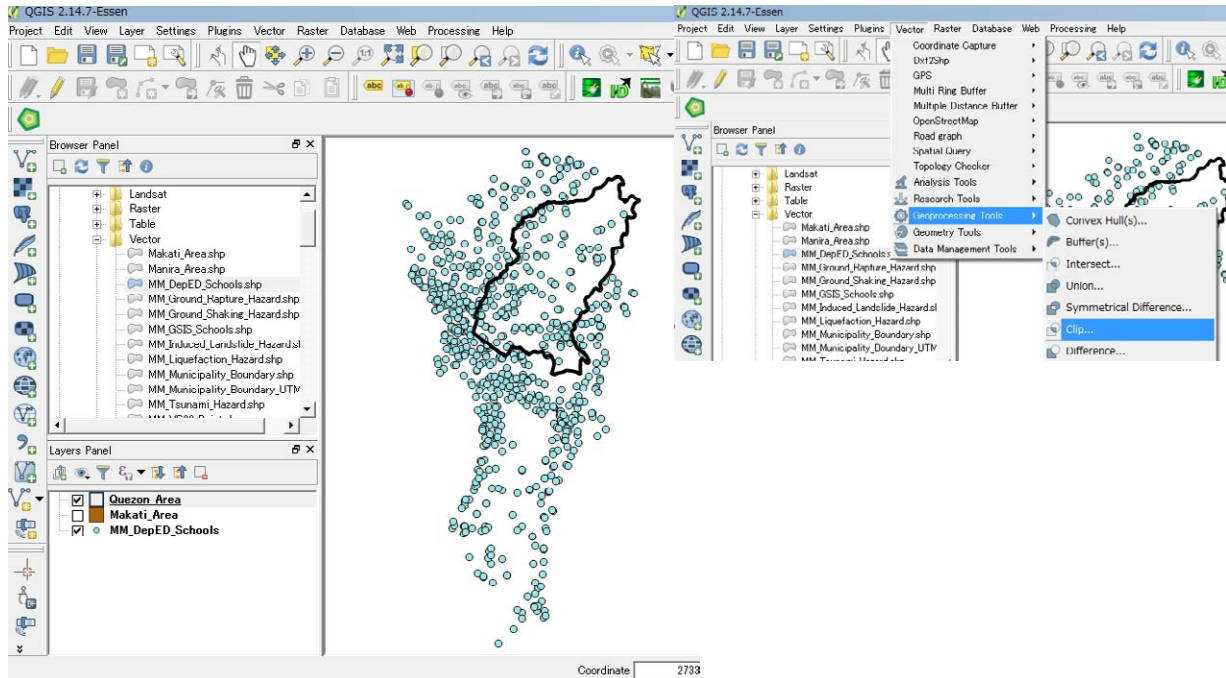 QGIS 2.14.7-Essen
Project Edit View Layer Settings Plugins Vector Raster Database Web Processing Help
Browser Panel
Landsat
Raster
Table
Vector
Makati_Area.shp
Manira_Area.shp
MM_DepED_Schools.shp
MM_Ground_Rapture_Hazard.shp
MM_Ground_Shaking_Hazard.shp
MM_GSIS_Schools.shp
MM_Induced_Landslide_Hazard.sl
MM_Liquefaction_Hazard.shp
MM_Municipality_Boundary.shp
MM_Municipality_Boundary_UTM
MM_Tsunami_Hazard.shp
Layers Panel
Quezon_Area
Makati_Area
MM_DepED_Schools
Coordinate 2733
QGIS 2.14.7-Essen
Project Edit View Layer Settings Plugins Vector Raster Database Web Processing Help
Coordinate Capture
Dxf2Shp
GPS
Multi Ring Buffer
Multiple Distance Buffer
OpenStreetMap
Road graph
Spatial Query
Topology Checker
Analysis Tools
Research Tools
Geoprocessing Tools
Geometry Tools
Data Management Tools
Convex Hull(s)...
Buffer(s)...
Intersect...
Union...
Symmetrical Difference...
Clip...
Difference...
Browser Panel
Landsat
Raster
Table
Vector
Makati_Area.shp
Manira_Area.shp
MM_DepED_Schools.s
MM_Ground_Rapture_Hazard.shp
MM_Ground_Shaking_Hazard.shp
MM_GSIS_Schools.shp
MM_Induced_Landslide_Hazard.sl
MM_Liquefaction_Hazard.shp
MM_Municipality_Boundary.shp
MM_Municipality_Boundary_UTM